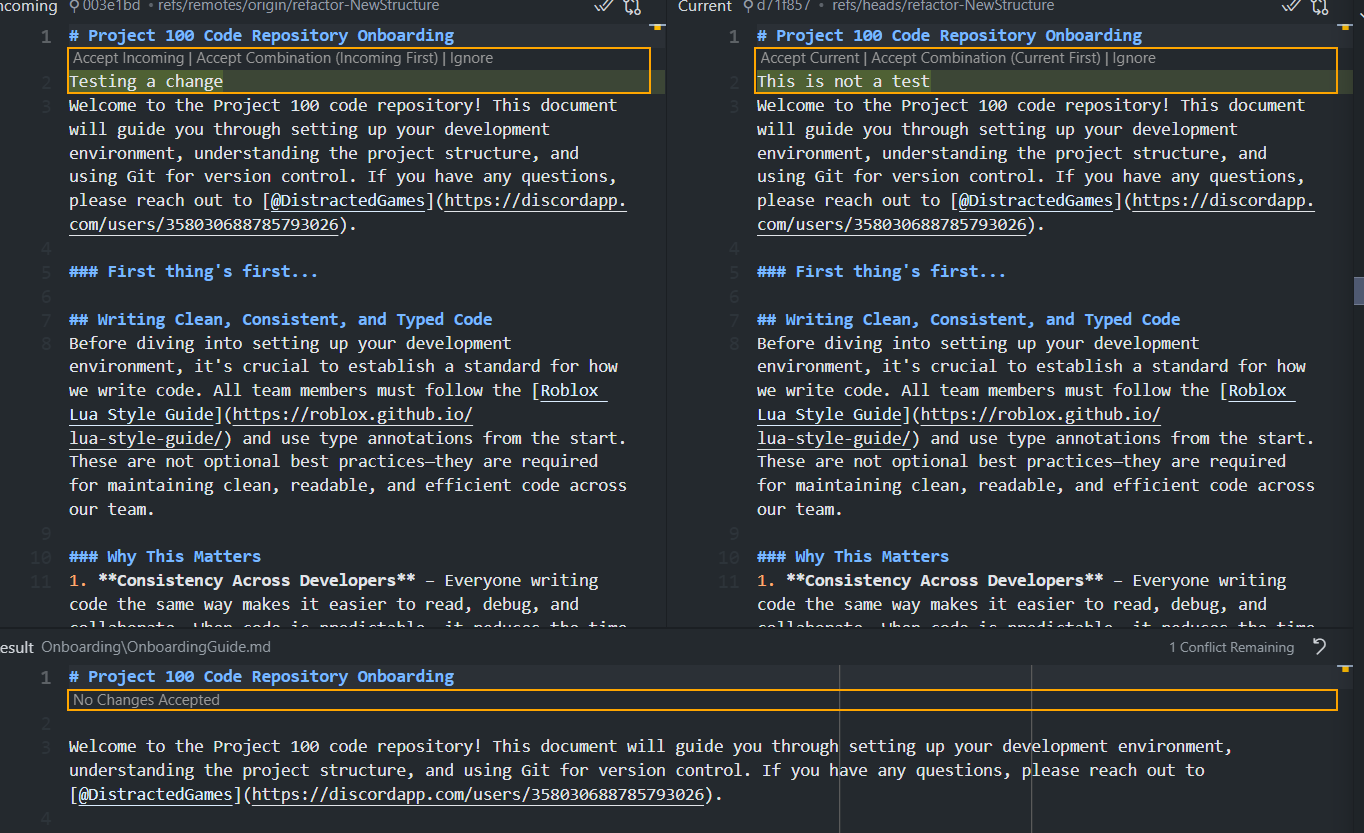 ncoming 003e1bd • refs/remotes/origin/refactor-NewStructure
1 # Project 100 Code Repository Onboarding
Accept Incoming | Accept Combination (Incoming First) | Ignore
2 Testing a change
3 Welcome to the Project 100 code repository! This document
will guide you through setting up your development
environment, understanding the project structure, and
using Git for version control. If you have any questions,
please reach out to [@DistractedGames](https://discordapp.
com/users/358030688785793026).
4
5 ### First thing's first...
6
7 ## Writing Clean, Consistent, and Typed Code
8 Before diving into setting up your development
environment, it's crucial to establish a standard for how
we write code. All team members must follow the [Roblox
Lua Style Guide](https://roblox.github.io/
lua-style-guide/) and use type annotations from the start.
These are not optional best practices—they are required
for maintaining clean, readable, and efficient code across
our team.
9
10 ### Why This Matters
11 1. **Consistency Across Developers** – Everyone writing
code the same way makes it easier to read, debug, and
collaborate. When code is predictable, it reduces the time
Current d71f857 • refs/heads/refactor-NewStructure
1 # Project 100 Code Repository Onboarding
Accept Current | Accept Combination (Current First) | Ignore
2 This is not a test
3 Welcome to the Project 100 code repository! This document
will guide you through setting up your development
environment, understanding the project structure, and
using Git for version control. If you have any questions,
please reach out to [@DistractedGames](https://discordapp.
com/users/358030688785793026).
4
5 ### First thing's first...
6
7 ## Writing Clean, Consistent, and Typed Code
8 Before diving into setting up your development
environment, it's crucial to establish a standard for how
we write code. All team members must follow the [Roblox
Lua Style Guide](https://roblox.github.io/
lua-style-guide/) and use type annotations from the start.
These are not optional best practices—they are required
for maintaining clean, readable, and efficient code across
our team.
9
10 ### Why This Matters
11 1. **Consistency Across Developers** – Everyone writing
code the same way makes it easier to read, debug, and
collaborate. When code is predictable, it reduces the time
esult Onboarding\OnboardingGuide.md 1 Conflict Remaining
1 # Project 100 Code Repository Onboarding
No Changes Accepted
2
3 Welcome to the Project 100 code repository! This document will guide you through setting up your development environment,
understanding the project structure, and using Git for version control. If you have any questions, please reach out to
[@DistractedGames](https://discordapp.com/users/358030688785793026).
4